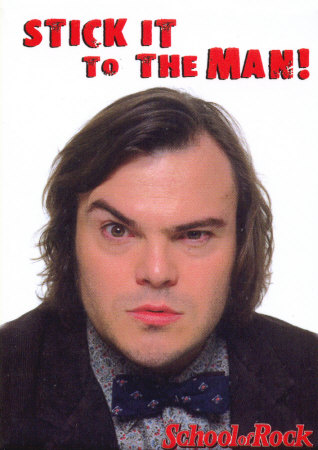 STICK IT
TO THE MAN!
School of Rock